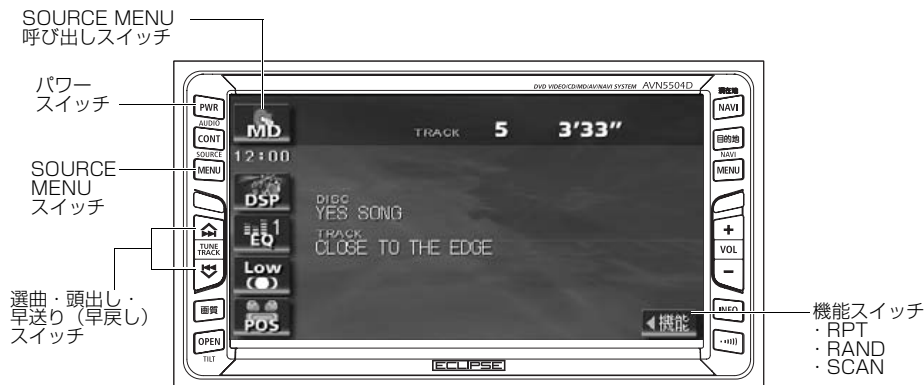 SOURCE MENU
呼び出しスイッチ
パワー
スイッチ
SOURCE
MENU
スイッチ
選曲・頭出し・
早送り（早戻し）
スイッチ
DVD VIDEO/CD/MD/AV/NAVI SYSTEM AVN5504D
PWR
AUDIO
CONT
SOURCE
MENU
TUNE
TRACK
画質
OPEN
TILT
MD
TRACK 5 3'33"
12:00
DSP
DISC
YES SONG
1
EQ
TRACK
CLOSE TO THE EDGE
Low
POS
◀機能
現在地
NAVI
目的地
NAVI
MENU
+
VOL
−
INFO
ECLIPSE
機能スイッチ
・RPT
・RAND
・SCAN